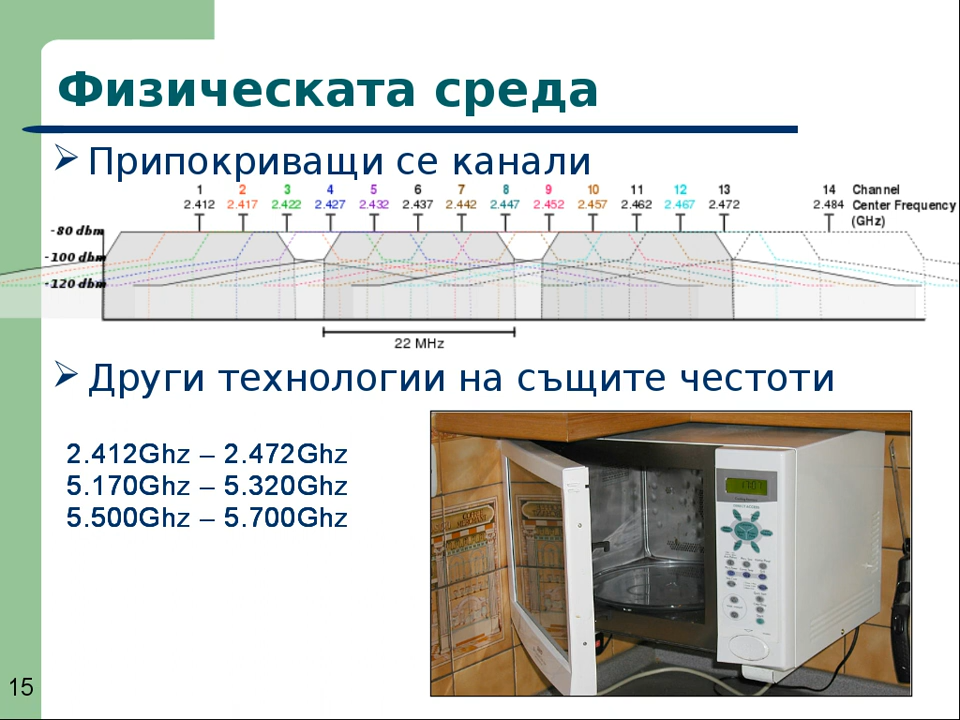 Физическата среда
Припокриващи се канали
1 2 3 4 5 6 7 8 9 10 11 12 13 14 Channel
2.412 2.417 2.422 2.427 2.432 2.437 2.442 2.447 2.452 2.457 2.462 2.467 2.472 2.484 Center Frequency
(GHz)
-80 dbm
-100 dbm
-120 dbm
22 MHz
Други технологии на същите честоти
2.412Ghz – 2.472Ghz
5.170Ghz – 5.320Ghz
5.500Ghz – 5.700Ghz
15